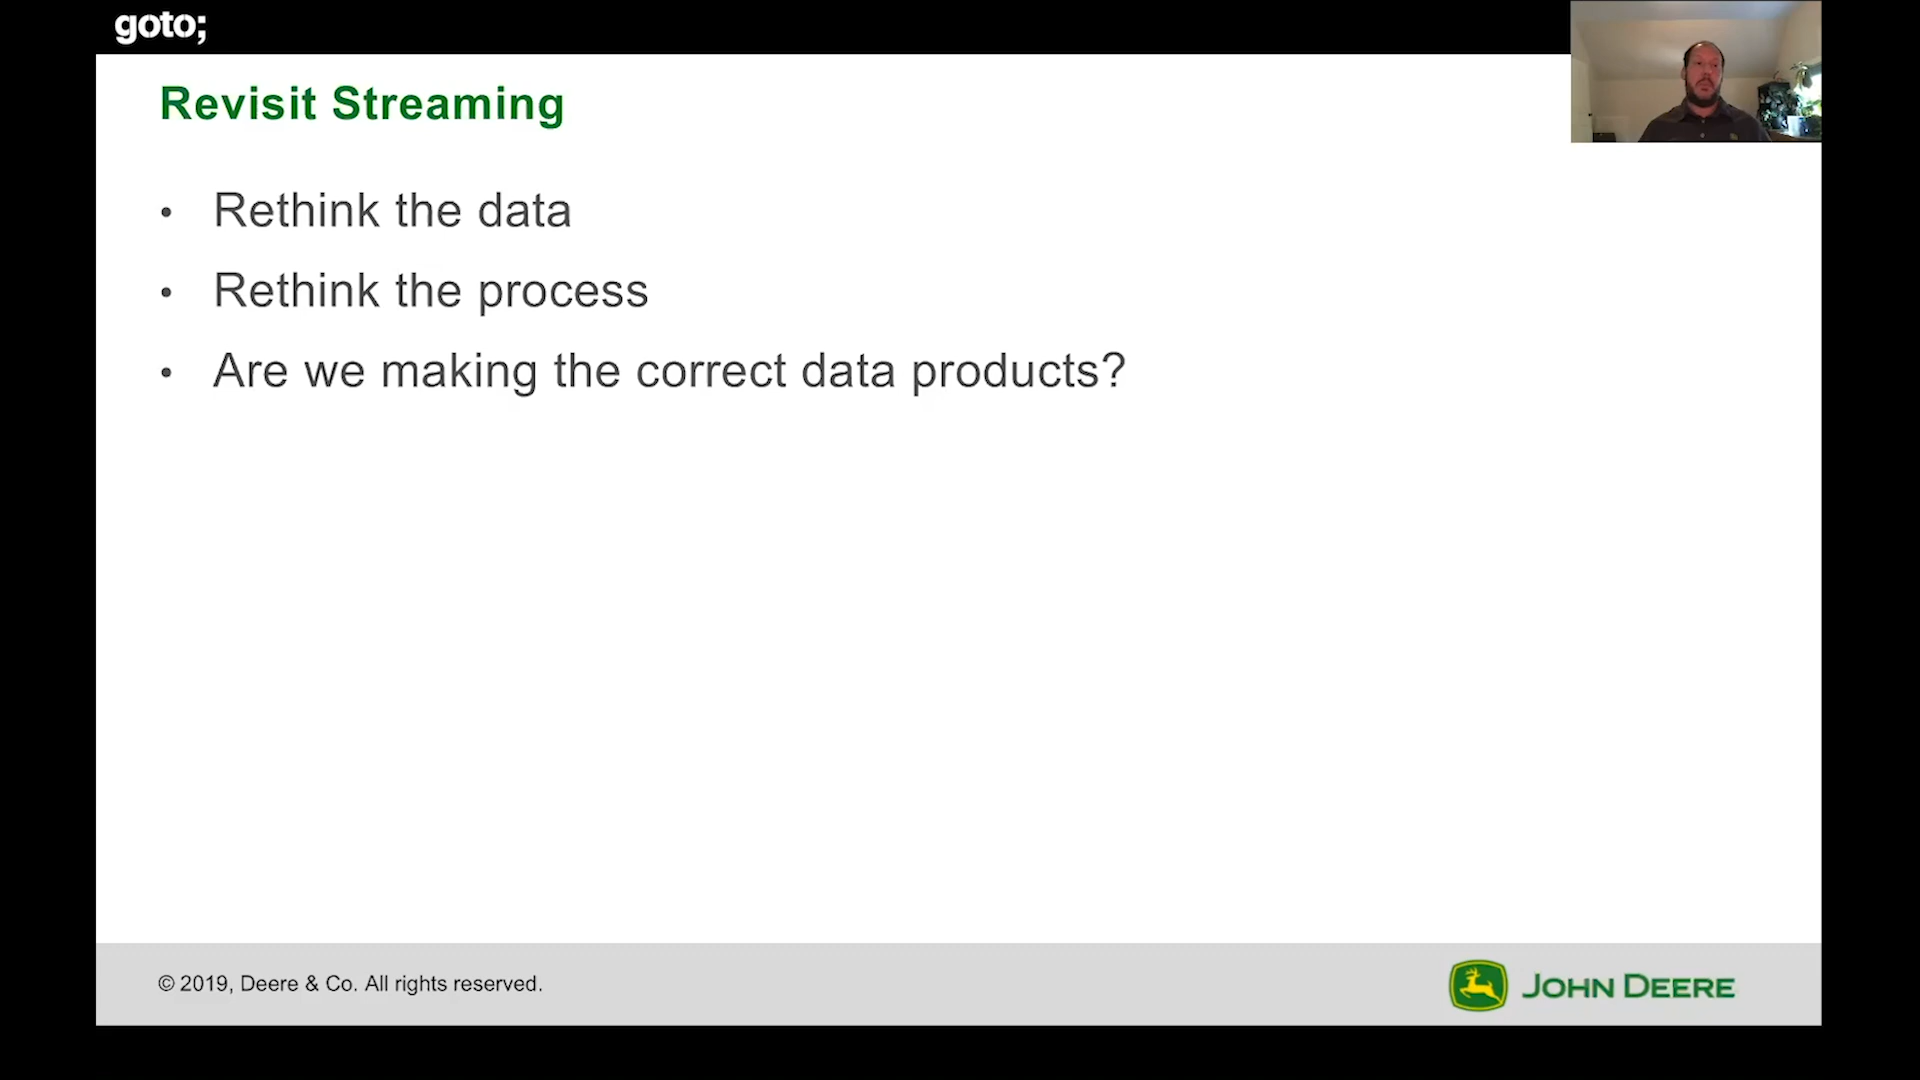 goto;
Revisit Streaming
• Rethink the data
• Rethink the process
• Are we making the correct data products?
© 2019, Deere & Co. All rights reserved.
JOHN DEERE